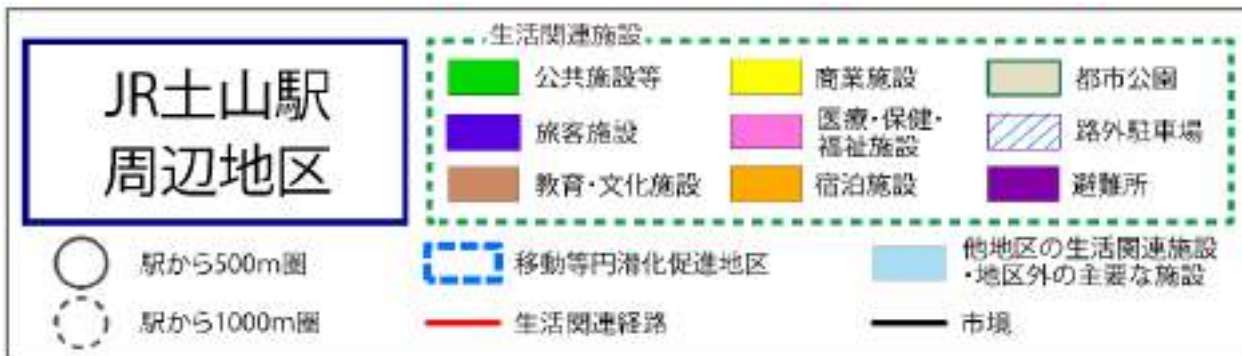 JR土山駅
周辺地区
生活関連施設
公共施設等
商業施設
都市公園
旅客施設
医療・保健・
福祉施設
路外駐車場
教育・文化施設
宿泊施設
避難所
駅から500m圏
移動等円滑化促進地区
他地区の生活関連施設
・地区外の主要な施設
駅から1000m圏
生活関連経路
市境